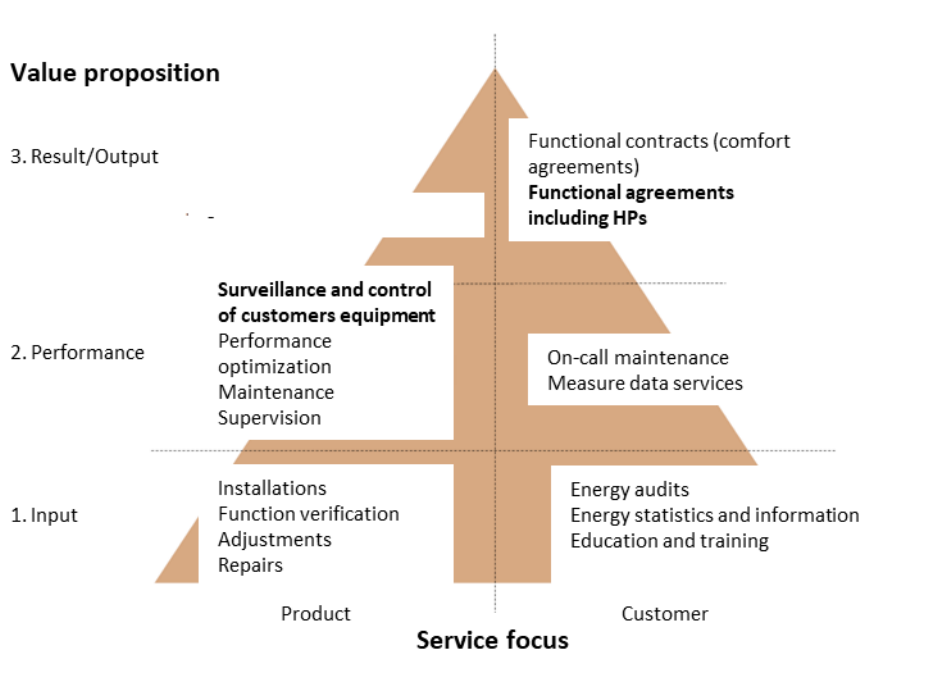 Value proposition
3. Result/Output
Functional contracts (comfort
agreements)
Functional agreements
including HPs
2. Performance
Surveillance and control
of customers equipment
Performance
optimization
Maintenance
Supervision
On-call maintenance
Measure data services
1. Input
Installations
Function verification
Adjustments
Repairs
Energy audits
Energy statistics and information
Education and training
Product
Customer
Service focus